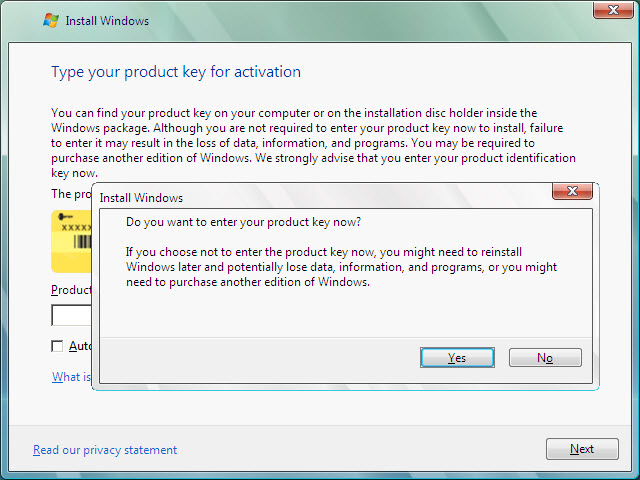 Install Windows
Type your product key for activation
You can find your product key on your computer or on the installation disc holder inside the
Windows package. Although you are not required to enter your product key now to install, failure
to enter it may result in the loss of data, information, and programs. You may be required to
purchase another edition of Windows. We strongly advise that you enter your product identification
key now.
The pro
XXXXX
Product
Auto
What is
Install Windows
Do you want to enter your product key now?
If you choose not to enter the product key now, you might need to reinstall
Windows later and potentially lose data, information, and programs, or you might
need to purchase another edition of Windows.
Yes No
Read our privacy statement
Next